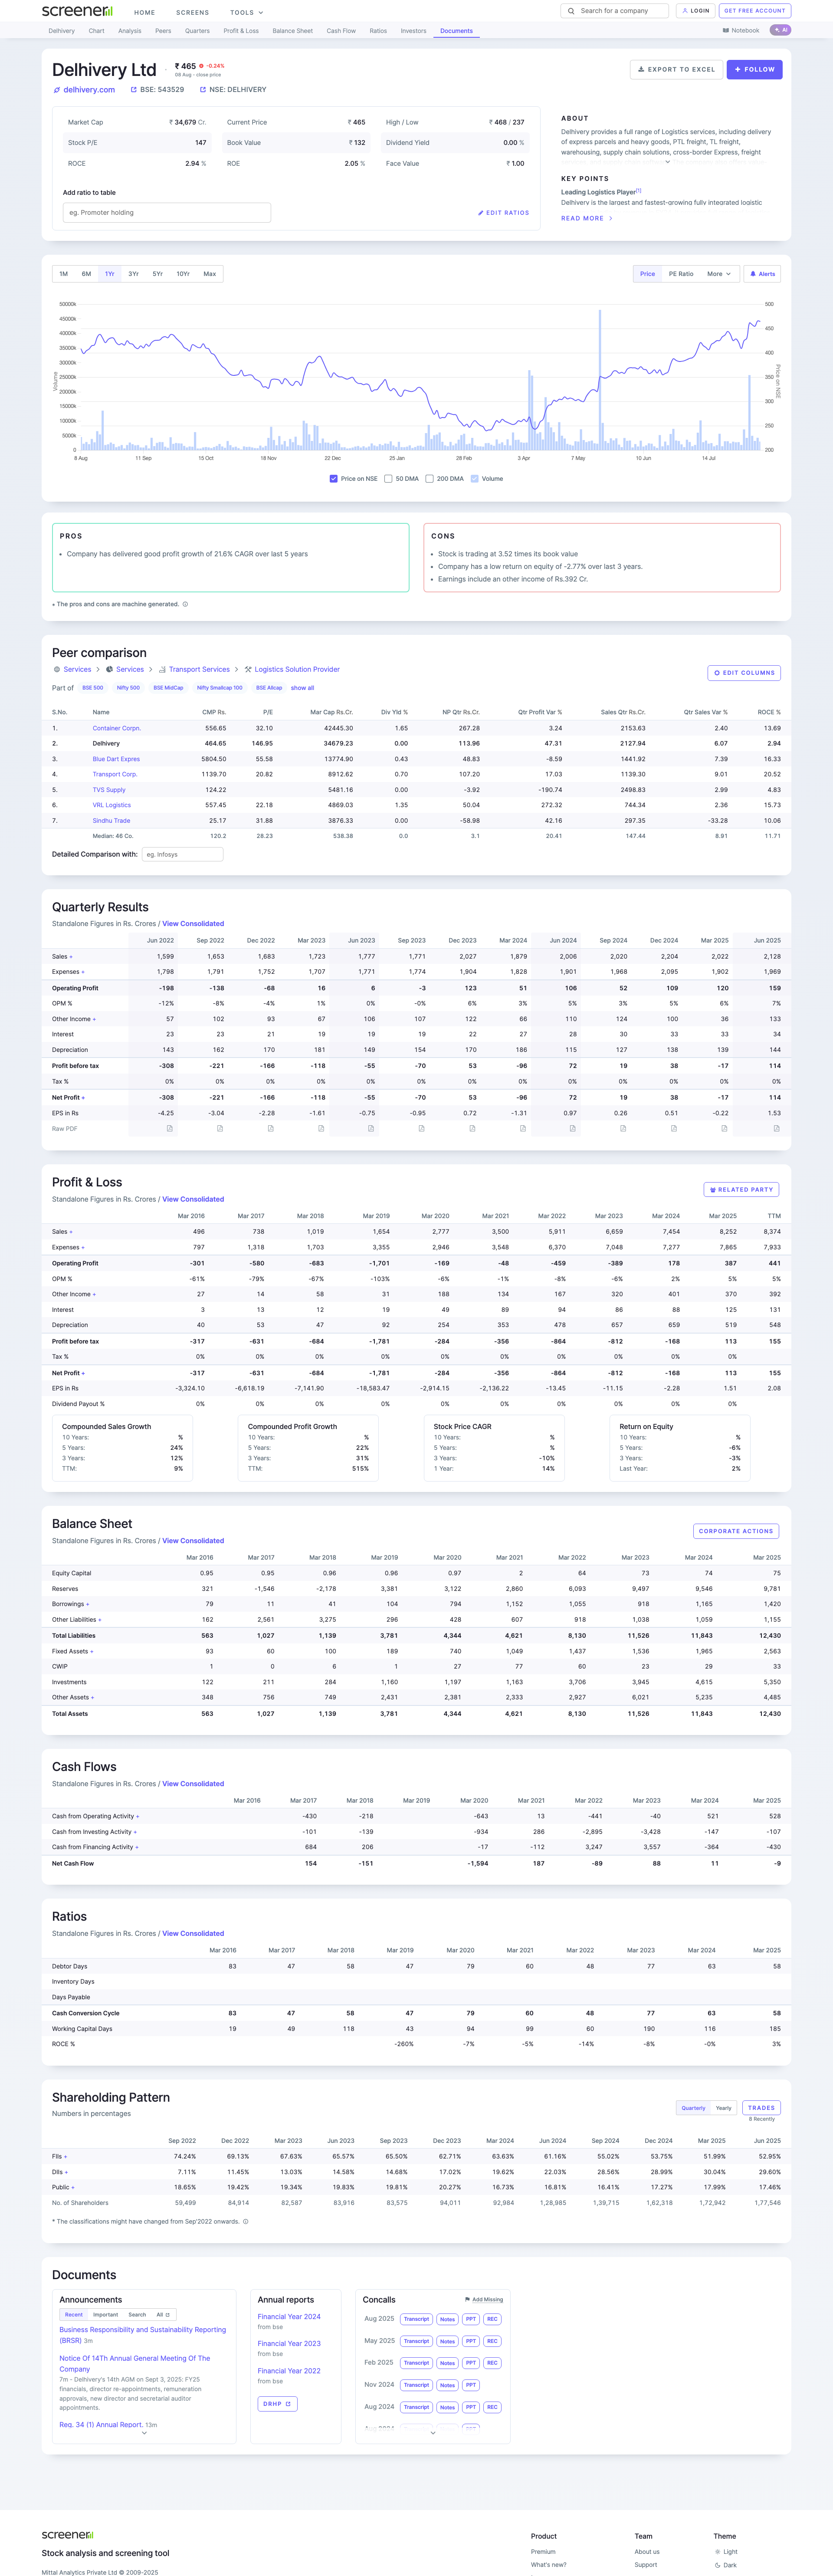 screener
HOME SCREENS TOOLS
Search for a company
LOGIN GET FREE ACCOUNT
Delhivery Chart Analysis Peers Quarters Profit & Loss Balance Sheet Cash Flow Ratios Investors Documents
Notebook AI
Delhivery Ltd
₹ 465 -0.24%
08 Aug - close price
EXPORT TO EXCEL FOLLOW
delhivery.com BSE: 543529 NSE: DELHIVERY
Market Cap ₹ 34,679 Cr. Current Price ₹ 465 High / Low ₹ 468 / 237
Stock P/E 147 Book Value ₹ 132 Dividend Yield 0.00 %
ROCE 2.94 % ROE 2.05 % Face Value ₹ 1.00
Add ratio to table
eg. Promoter holding
EDIT RATIOS
ABOUT
Delhivery provides a full range of Logistics services, including delivery
of express parcels and heavy goods, PTL freight, TL freight,
warehousing, supply chain solutions, cross-border Express, freight
KEY POINTS
Leading Logistics Player[1]
Delhivery is the largest and fastest-growing fully integrated logistic
READ MORE
1M 6M 1Yr 3Yr 5Yr 10Yr Max
Price PE Ratio More Alerts
50000k 500
45000k
40000k 450
35000k
30000k 400
25000k 350
20000k
15000k 300
10000k 250
5000k
0 200
Volume
Price on NSE
8 Aug 11 Sep 15 Oct 18 Nov 22 Dec 25 Jan 28 Feb 3 Apr 7 May 10 Jun 14 Jul
Price on NSE 50 DMA 200 DMA Volume
PROS
Company has delivered good profit growth of 21.6% CAGR over last 5 years
CONS
Stock is trading at 3.52 times its book value
Company has a low return on equity of -2.77% over last 3 years.
Earnings include an other income of Rs.392 Cr.
* The pros and cons are machine generated.
Peer comparison
Services Services Transport Services Logistics Solution Provider
EDIT COLUMNS
Part of BSE 500 Nifty 500 BSE MidCap Nifty Smallcap 100 BSE Allcap show all
S.No. Name CMP Rs. P/E Mar Cap Rs.Cr. Div Yld % NP Qtr Rs.Cr. Qtr Profit Var % Sales Qtr Rs.Cr. Qtr Sales Var % ROCE %
1. Container Corpn. 556.65 32.10 42445.30 1.65 267.28 3.24 2153.63 2.40 13.69
2. Delhivery 464.65 146.95 34679.23 0.00 113.96 47.31 2127.94 6.07 2.94
3. Blue Dart Expres 5804.50 55.58 13774.90 0.43 48.83 -8.59 1441.92 7.39 16.33
4. Transport Corp. 1139.70 20.82 8912.62 0.70 107.20 17.03 1139.30 9.01 20.52
5. TVS Supply 124.22 5481.16 0.00 -3.92 -190.74 2498.83 2.99 4.83
6. VRL Logistics 557.45 22.18 4869.03 1.35 50.04 272.32 744.34 2.36 15.73
7. Sindhu Trade 25.17 31.88 3876.33 0.00 -58.98 42.16 297.35 -33.28 10.06
Median: 46 Co. 120.2 28.23 538.38 0.0 3.1 20.41 147.44 8.91 11.71
Detailed Comparison with: eg. Infosys
Quarterly Results
Standalone Figures in Rs. Crores / View Consolidated
Jun 2022 Sep 2022 Dec 2022 Mar 2023 Jun 2023 Sep 2023 Dec 2023 Mar 2024 Jun 2024 Sep 2024 Dec 2024 Mar 2025 Jun 2025
Sales + 1,599 1,653 1,683 1,723 1,777 1,771 2,027 1,879 2,006 2,020 2,204 2,022 2,128
Expenses + 1,798 1,791 1,752 1,707 1,771 1,774 1,904 1,828 1,901 1,968 2,095 1,902 1,969
Operating Profit -198 -138 -68 16 6 -3 123 51 106 52 109 120 159
OPM % -12% -8% -4% 1% 0% -0% 6% 3% 5% 3% 5% 6% 7%
Other Income + 57 102 93 67 106 107 122 66 110 124 100 36 133
Interest 23 23 21 19 19 19 22 27 28 30 33 33 34
Depreciation 143 162 170 181 149 154 170 186 115 127 138 139 144
Profit before tax -308 -221 -166 -118 -55 -70 53 -96 72 19 38 -17 114
Tax % 0% 0% 0% 0% 0% 0% 0% 0% 0% 0% 0% 0% 0%
Net Profit + -308 -221 -166 -118 -55 -70 53 -96 72 19 38 -17 114
EPS in Rs -4.25 -3.04 -2.28 -1.61 -0.75 -0.95 0.72 -1.31 0.97 0.26 0.51 -0.22 1.53
Raw PDF
Profit & Loss
Standalone Figures in Rs. Crores / View Consolidated
RELATED PARTY
Mar 2016 Mar 2017 Mar 2018 Mar 2019 Mar 2020 Mar 2021 Mar 2022 Mar 2023 Mar 2024 Mar 2025 TTM
Sales + 496 738 1,019 1,654 2,777 3,500 5,911 6,659 7,454 8,252 8,374
Expenses + 797 1,318 1,703 3,355 2,946 3,548 6,370 7,048 7,277 7,865 7,933
Operating Profit -301 -580 -683 -1,701 -169 -48 -459 -389 178 387 441
OPM % -61% -79% -67% -103% -6% -1% -8% -6% 2% 5% 5%
Other Income + 27 14 58 31 188 134 167 320 401 370 392
Interest 3 13 12 19 49 89 94 86 88 125 131
Depreciation 40 53 47 92 254 353 478 657 659 519 548
Profit before tax -317 -631 -684 -1,781 -284 -356 -864 -812 -168 113 155
Tax % 0% 0% 0% 0% 0% 0% 0% 0% 0% 0%
Net Profit + -317 -631 -684 -1,781 -284 -356 -864 -812 -168 113 155
EPS in Rs -3,324.10 -6,618.19 -7,141.90 -18,583.47 -2,914.15 -2,136.22 -13.45 -11.15 -2.28 1.51 2.08
Dividend Payout % 0% 0% 0% 0% 0% 0% 0% 0% 0% 0%
Compounded Sales Growth
10 Years: %
5 Years: 24%
3 Years: 12%
TTM: 9%
Compounded Profit Growth
10 Years: %
5 Years: 22%
3 Years: 31%
TTM: 515%
Stock Price CAGR
10 Years: %
5 Years: %
3 Years: -10%
1 Year: 14%
Return on Equity
10 Years: %
5 Years: -6%
3 Years: -3%
Last Year: 2%
Balance Sheet
Standalone Figures in Rs. Crores / View Consolidated
CORPORATE ACTIONS
Mar 2016 Mar 2017 Mar 2018 Mar 2019 Mar 2020 Mar 2021 Mar 2022 Mar 2023 Mar 2024 Mar 2025
Equity Capital 0.95 0.95 0.96 0.96 0.97 2 64 73 74 75
Reserves 321 -1,546 -2,178 3,381 3,122 2,860 6,093 9,497 9,546 9,781
Borrowings + 79 11 41 104 794 1,152 1,055 918 1,165 1,420
Other Liabilities + 162 2,561 3,275 296 428 607 918 1,038 1,059 1,155
Total Liabilities 563 1,027 1,139 3,781 4,344 4,621 8,130 11,526 11,843 12,430
Fixed Assets + 93 60 100 189 740 1,049 1,437 1,536 1,965 2,563
CWIP 1 0 6 1 27 77 60 23 29 33
Investments 122 211 284 1,160 1,197 1,163 3,706 3,945 4,615 5,350
Other Assets + 348 756 749 2,431 2,381 2,333 2,927 6,021 5,235 4,485
Total Assets 563 1,027 1,139 3,781 4,344 4,621 8,130 11,526 11,843 12,430
Cash Flows
Standalone Figures in Rs. Crores / View Consolidated
Mar 2016 Mar 2017 Mar 2018 Mar 2019 Mar 2020 Mar 2021 Mar 2022 Mar 2023 Mar 2024 Mar 2025
Cash from Operating Activity + -430 -218 -643 13 -441 -40 521 528
Cash from Investing Activity + -101 -139 -934 286 -2,895 -3,428 -147 -107
Cash from Financing Activity + 684 206 -17 -112 3,247 3,557 -364 -430
Net Cash Flow 154 -151 -1,594 187 -89 88 11 -9
Ratios
Standalone Figures in Rs. Crores / View Consolidated
Mar 2016 Mar 2017 Mar 2018 Mar 2019 Mar 2020 Mar 2021 Mar 2022 Mar 2023 Mar 2024 Mar 2025
Debtor Days 83 47 58 47 79 60 48 77 63 58
Inventory Days
Days Payable
Cash Conversion Cycle 83 47 58 47 79 60 48 77 63 58
Working Capital Days 19 49 118 43 94 99 60 190 116 185
ROCE % -260% -7% -5% -14% -8% -0% 3%
Shareholding Pattern
Numbers in percentages
Quarterly Yearly TRADES
8 Recently
Sep 2022 Dec 2022 Mar 2023 Jun 2023 Sep 2023 Dec 2023 Mar 2024 Jun 2024 Sep 2024 Dec 2024 Mar 2025 Jun 2025
FIIs + 74.24% 69.13% 67.63% 65.57% 65.50% 62.71% 63.63% 61.16% 55.02% 53.75% 51.99% 52.95%
DIIs + 7.11% 11.45% 13.03% 14.58% 14.68% 17.02% 19.62% 22.03% 28.56% 28.99% 30.04% 29.60%
Public + 18.65% 19.42% 19.34% 19.83% 19.81% 20.27% 16.73% 16.81% 16.41% 17.27% 17.99% 17.46%
No. of Shareholders 59,499 84,914 82,587 83,916 83,575 94,011 92,984 1,28,985 1,39,715 1,62,318 1,72,942 1,77,546
* The classifications might have changed from Sep'2022 onwards.
Documents
Announcements
Recent Important Search All
Business Responsibility and Sustainability Reporting
(BRSR) 3m
Notice Of 14Th Annual General Meeting Of The
Company
7m - Delhivery's 14th AGM on Sept 3, 2025: FY25
financials, director re-appointments, remuneration
approvals, new director and secretarial auditor
appointments.
Reg. 34 (1) Annual Report. 13m
Annual reports
Financial Year 2024
from bse
Financial Year 2023
from bse
Financial Year 2022
from bse
DRHP
Concalls
Add Missing
Aug 2025 Transcript Notes PPT REC
May 2025 Transcript Notes PPT REC
Feb 2025 Transcript Notes PPT REC
Nov 2024 Transcript Notes PPT
Aug 2024 Transcript Notes PPT REC
screener
Stock analysis and screening tool
Mittal Analytics Private Ltd © 2009-2025
Product
Premium
What's new?
Team
About us
Support
Theme
Light
Dark